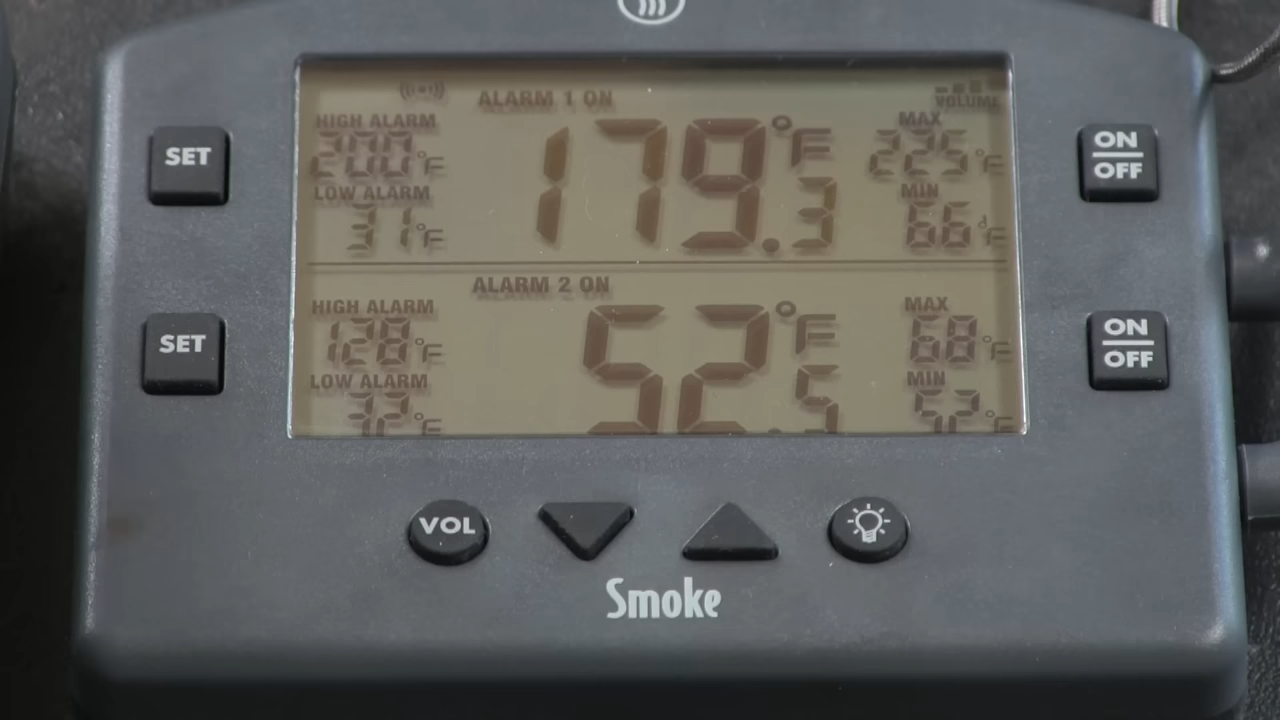 ALARM 1 ON
VOLUME
HIGH ALARM
200°F
LOW ALARM
31°F
179.3°F
MAX
225°F
MIN
66°F
SET
ON
OFF
ALARM 2 ON
HIGH ALARM
128°F
LOW ALARM
32°F
52.5°F
MAX
68°F
MIN
52°F
SET
ON
OFF
VOL
Smoke